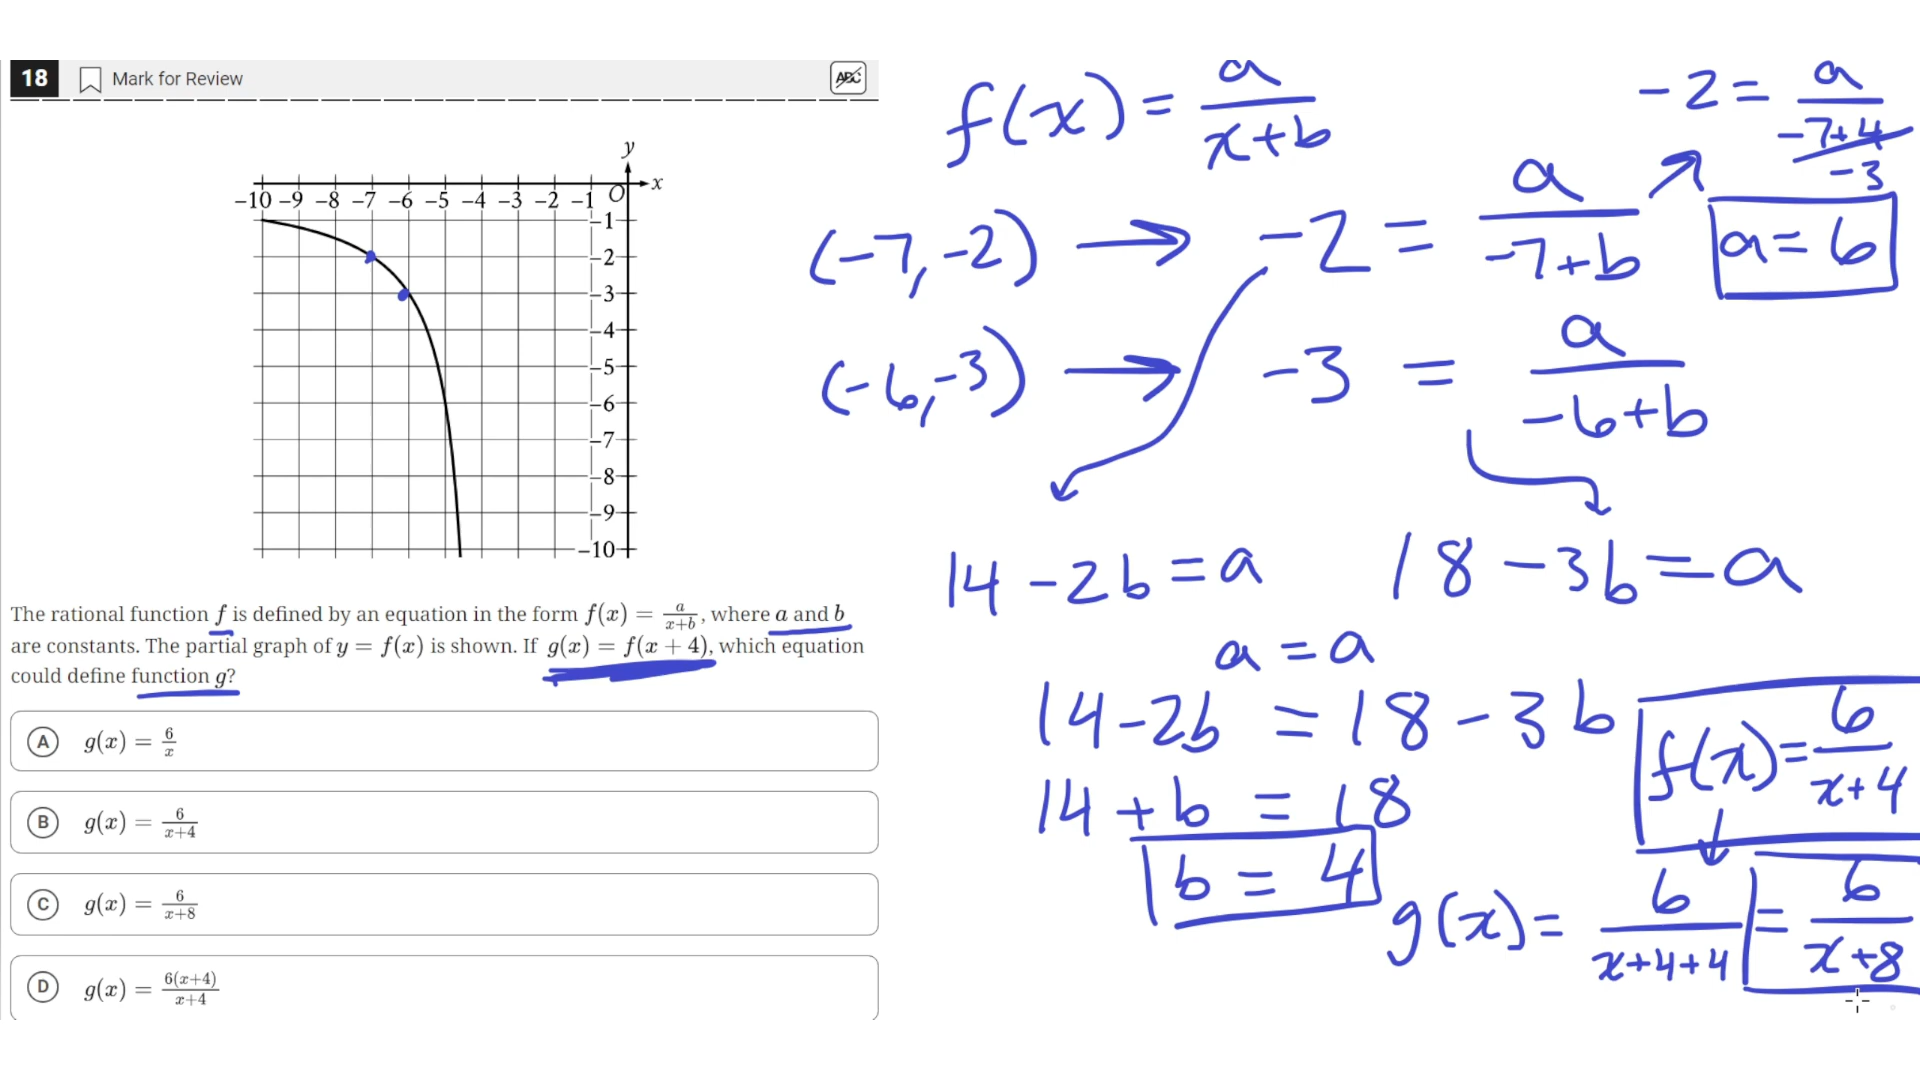 18 Mark for Review ABC
y
x
−10 −9 −8 −7 −6 −5 −4 −3 −2 −1 O
−1
−2
−3
−4
−5
−6
−7
−8
−9
−10
The rational function f is defined by an equation in the form f(x) = a/(x+b), where a and b
are constants. The partial graph of y = f(x) is shown. If g(x) = f(x + 4), which equation
could define function g?
A g(x) = 6/x
B g(x) = 6/(x+4)
C g(x) = 6/(x+8)
D g(x) = 6(x+4)/(x+4)
f(x) = a/(x+b)
(-7,-2) → -2 = a/(-7+b)
(-6,-3) → -3 = a/(-6+b)
-2 = a/(-7+4)
-3
a = 6
14 -2b = a
18 - 3b = a
a = a
14 - 2b = 18 - 3b
14 + b = 18
b = 4
f(x) = 6/(x+4)
g(x) = 6/(x+4+4) = 6/(x+8)